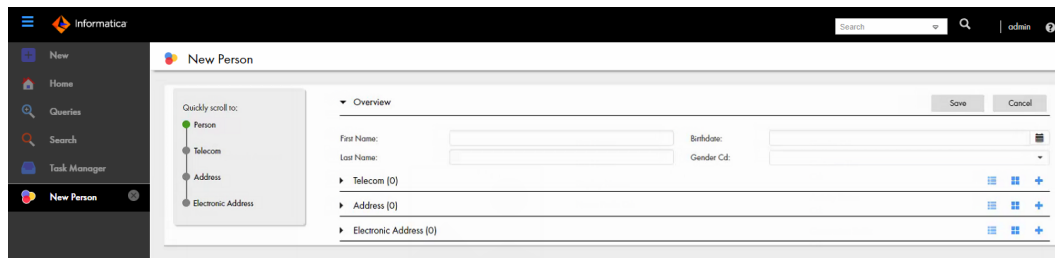 Informatica
Search
admin
New
Home
Queries
Search
Task Manager
New Person
New Person
Quickly scroll to:
Person
Telecom
Address
Electronic Address
Overview
Save
Cancel
First Name:
Birthdate:
Last Name:
Gender Cd:
Telecom (0)
Address (0)
Electronic Address (0)